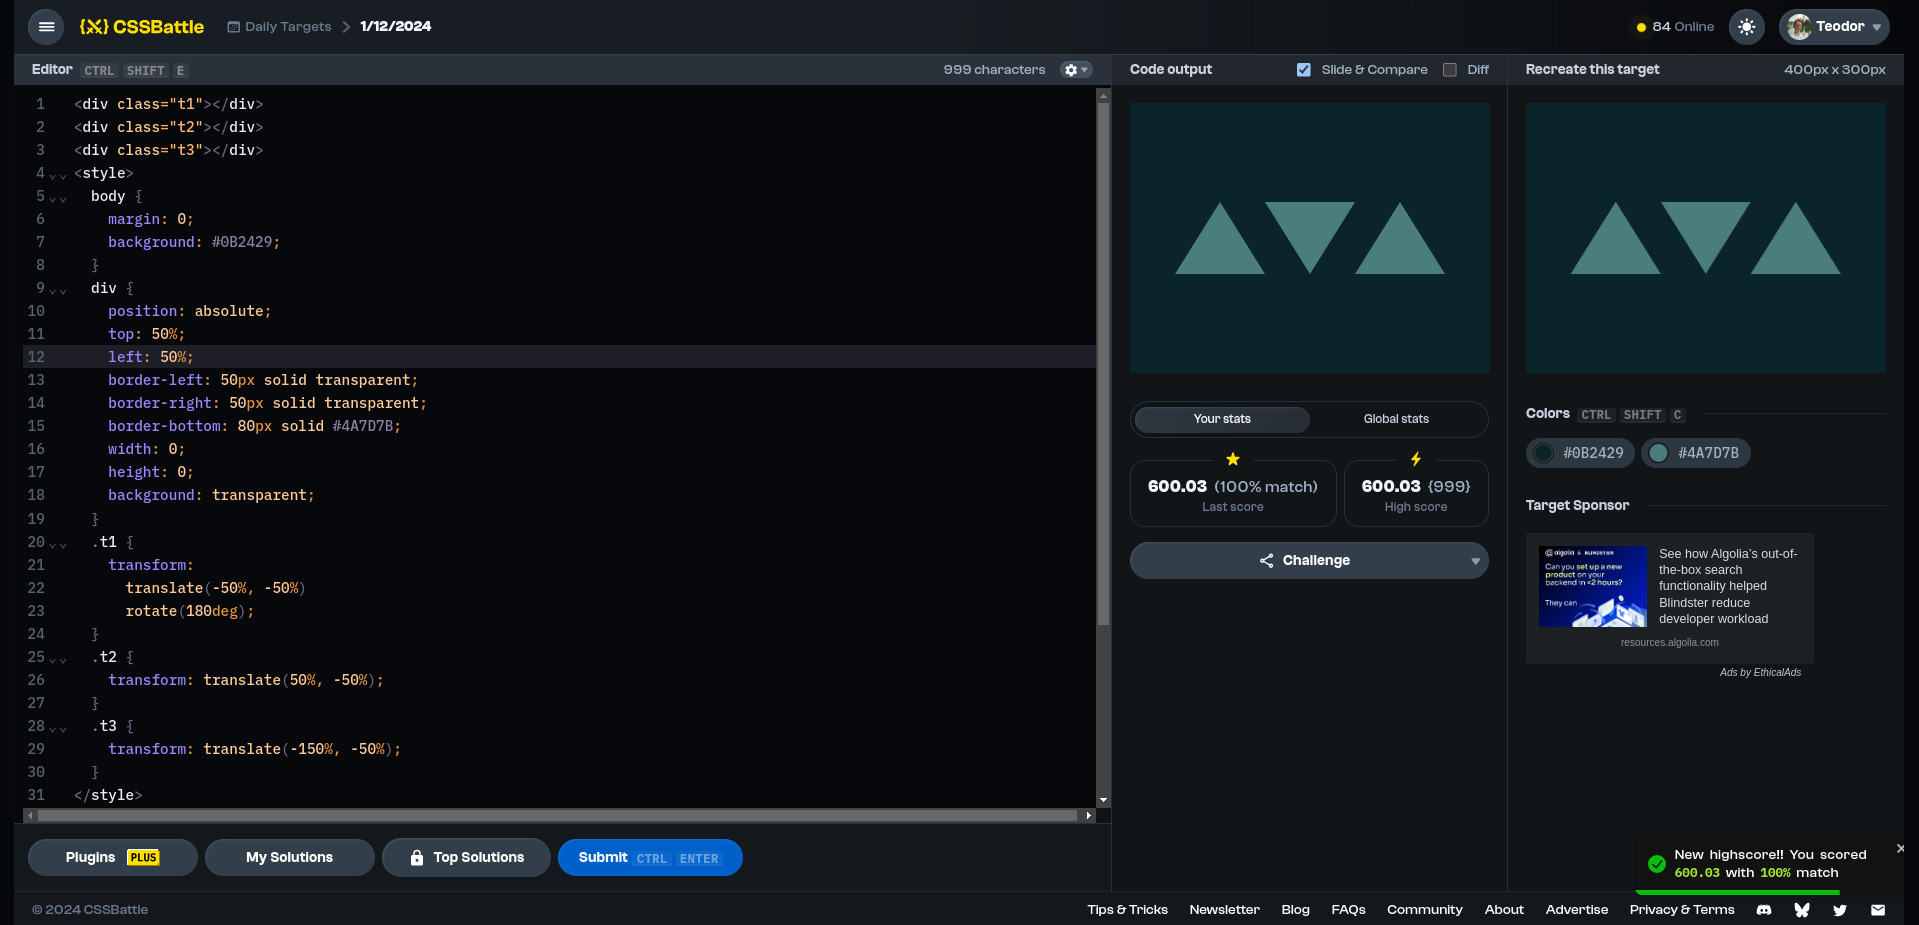 CSSBattle
Daily Targets
1/12/2024
84 Online
Teodor
Editor CTRL SHIFT E
999 characters
1 <div class="t1"></div>
2 <div class="t2"></div>
3 <div class="t3"></div>
4 <style>
5 body {
6 margin: 0;
7 background: #0B2429;
8 }
9 div {
10 position: absolute;
11 top: 50%;
12 left: 50%;
13 border-left: 50px solid transparent;
14 border-right: 50px solid transparent;
15 border-bottom: 80px solid #4A7D7B;
16 width: 0;
17 height: 0;
18 background: transparent;
19 }
20 .t1 {
21 transform:
22 translate(-50%, -50%)
23 rotate(180deg);
24 }
25 .t2 {
26 transform: translate(50%, -50%);
27 }
28 .t3 {
29 transform: translate(-150%, -50%);
30 }
31 </style>
Plugins PLUS
My Solutions
Top Solutions
Submit CTRL ENTER
Code output
Slide & Compare
Diff
Your stats
Global stats
600.03 (100% match)
Last score
600.03 {999}
High score
Challenge
Recreate this target
400px x 300px
Colors CTRL SHIFT C
#0B2429
#4A7D7B
Target Sponsor
algolia & BLINDSTER
Can you set up a new
product on your
backend in <2 hours?
They can
See how Algolia's out-of-
the-box search
functionality helped
Blindster reduce
developer workload
resources.algolia.com
Ads by EthicalAds
New highscore!! You scored
600.03 with 100% match
© 2024 CSSBattle
Tips & Tricks
Newsletter
Blog
FAQs
Community
About
Advertise
Privacy & Terms